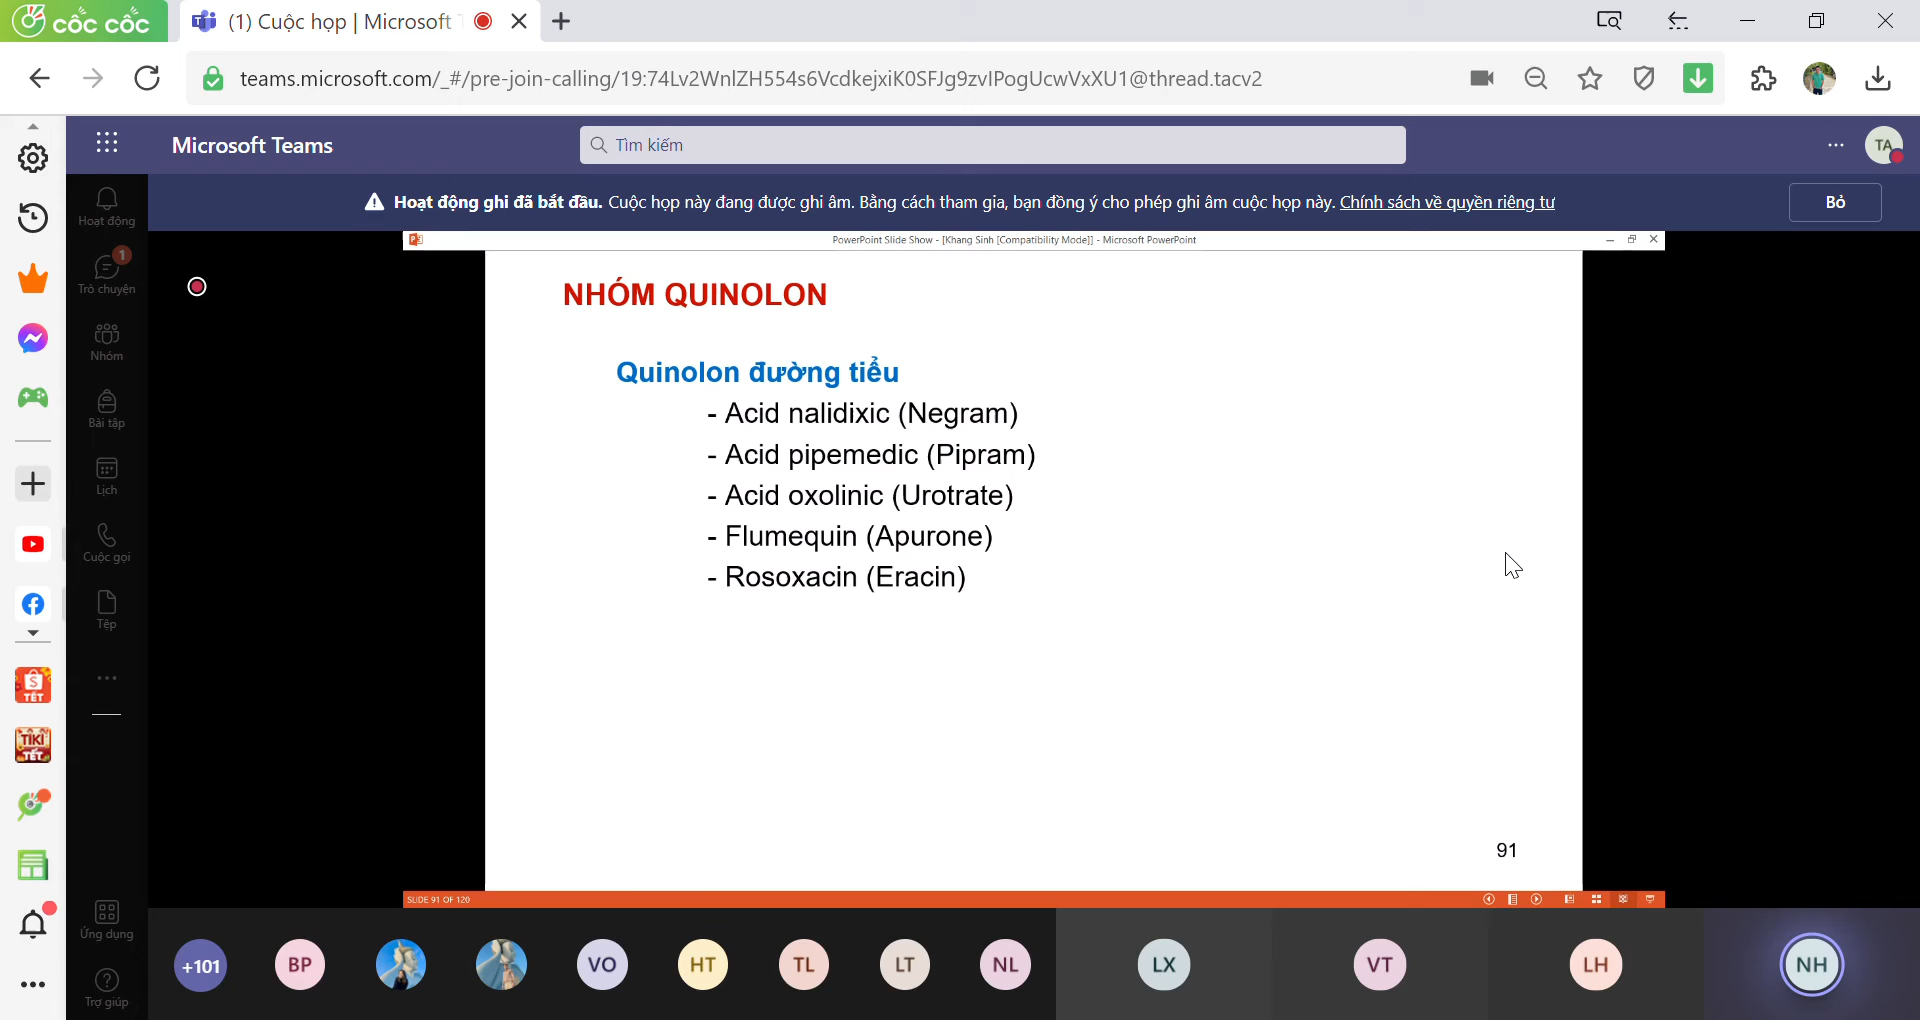 cốc cốc
(1) Cuộc họp | Microsoft T
teams.microsoft.com/_#/pre-join-calling/19:74Lv2WnlZH554s6VcdkejxiK0SFJg9zvlPogUcwVxXU1@thread.tacv2
Microsoft Teams
Tìm kiếm
TA
Hoạt động ghi đã bắt đầu. Cuộc họp này đang được ghi âm. Bằng cách tham gia, bạn đồng ý cho phép ghi âm cuộc họp này. Chính sách về quyền riêng tư
Bỏ
Hoạt động
1
Trò chuyện
Nhóm
Bài tập
Lịch
Cuộc gọi
Tệp
Ứng dụng
Trợ giúp
TẾT
TIKI
TẾT
PowerPoint Slide Show - [Khang Sinh [Compatibility Mode]] - Microsoft PowerPoint
NHÓM QUINOLON
Quinolon đường tiểu
- Acid nalidixic (Negram)
- Acid pipemedic (Pipram)
- Acid oxolinic (Urotrate)
- Flumequin (Apurone)
- Rosoxacin (Eracin)
91
SLIDE 91 OF 120
+101
BP
VO
HT
TL
LT
NL
LX
VT
LH
NH